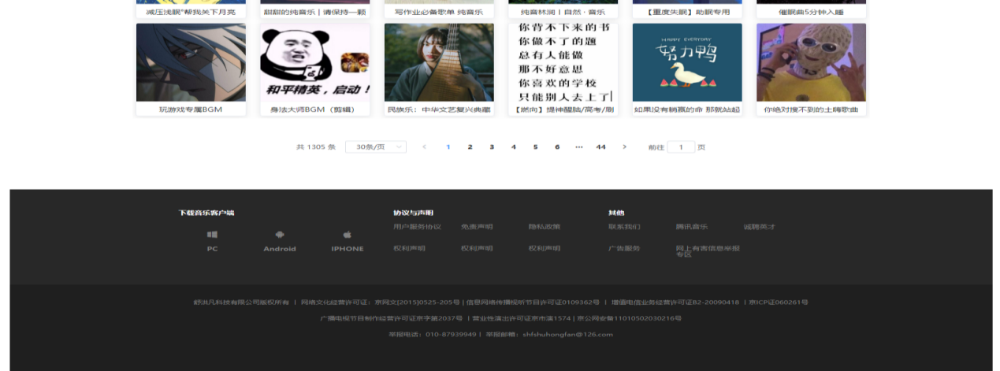 减压浅眠"帮我关下月亮
甜甜的纯音乐 | 请保持一颗
写作业必备歌单 纯音乐
纯音林涧丨自然·音乐
【重度失眠】助眠专用
催眠曲5分钟入睡
和平精英，启动！
你背不下来的书
你做不了的题
总有人能做
那不好意思
你喜欢的学校
只能别人去上了
HAPPY EVERYDAY
努力鸭
玩游戏专属BGM
身法大师BGM（剪辑）
民族乐：中华文艺复兴典藏
【燃向】提神醒脑/高考/刷
如果没有躺赢的命 那就站起
你绝对搜不到的土嗨歌曲
共 1305 条 30条/页 < 1 2 3 4 5 6 ··· 44 > 前往 1 页
下载音乐客户端
PC Android IPHONE
协议与声明
用户服务协议 免责声明 隐私政策
权利声明 权利声明 权利声明
其他
联系我们 腾讯音乐 诚聘英才
广告服务 网上有害信息举报
专区
舒洪凡科技有限公司版权所有 | 网络文化经营许可证：京网文[2015]0525-205号 | 信息网络传播视听节目许可证0109362号 | 增值电信业务经营许可证B2-20090418 | 京ICP证060261号
广播电视节目制作经营许可证京字第2037号 | 营业性演出许可证京市演1574 | 京公网安备11010502030216号
举报电话：010-87939949 | 举报邮箱：shfshuhongfan@126.com